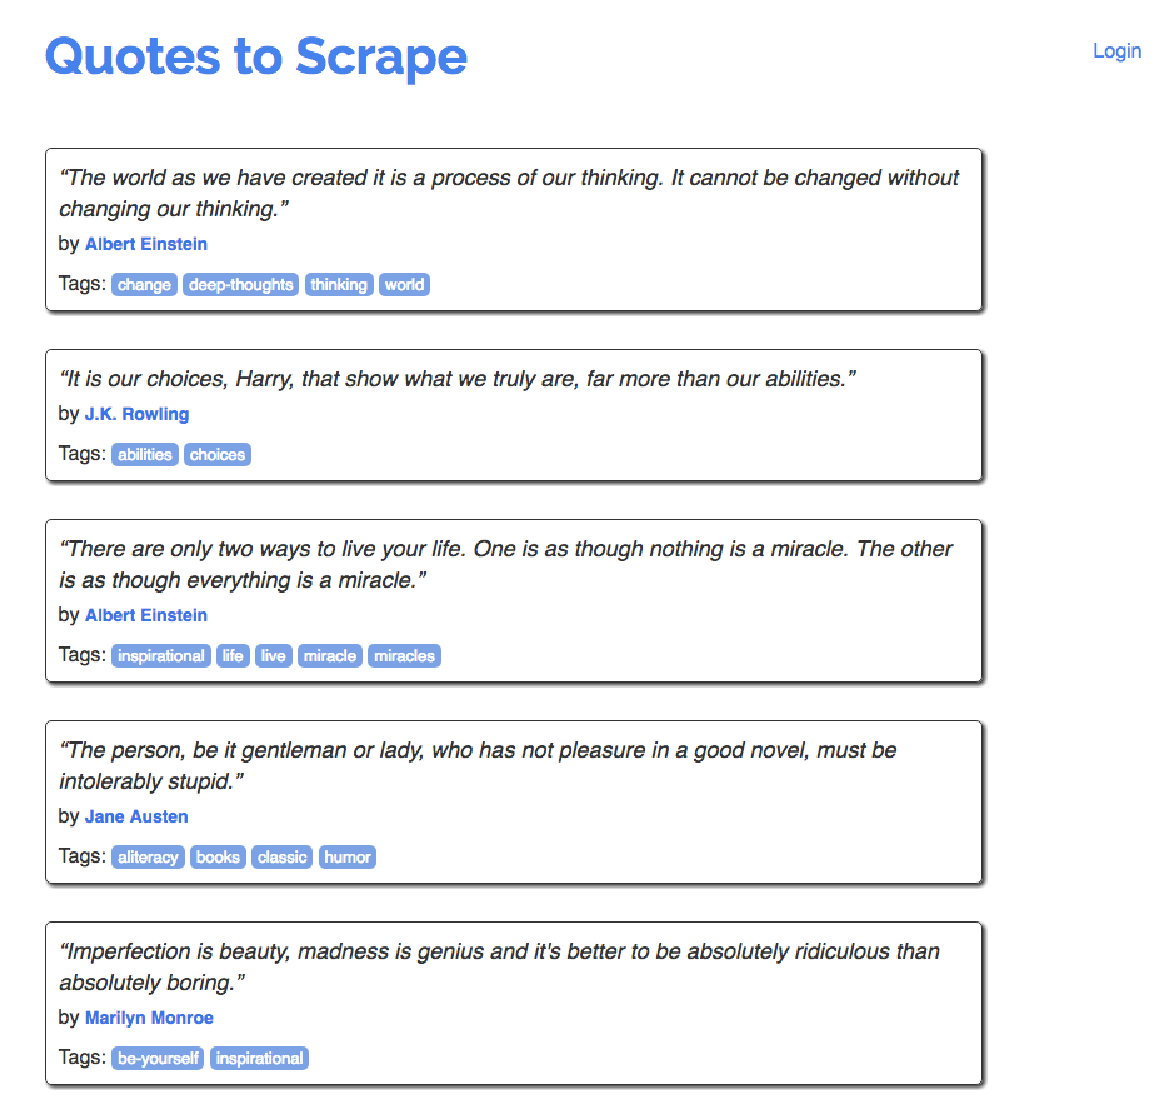 Quotes to Scrape
Login
“The world as we have created it is a process of our thinking. It cannot be changed without
changing our thinking.”
by Albert Einstein
Tags: change deep-thoughts thinking world
“It is our choices, Harry, that show what we truly are, far more than our abilities.”
by J.K. Rowling
Tags: abilities choices
“There are only two ways to live your life. One is as though nothing is a miracle. The other
is as though everything is a miracle.”
by Albert Einstein
Tags: inspirational life live miracle miracles
“The person, be it gentleman or lady, who has not pleasure in a good novel, must be
intolerably stupid.”
by Jane Austen
Tags: aliteracy books classic humor
“Imperfection is beauty, madness is genius and it's better to be absolutely ridiculous than
absolutely boring.”
by Marilyn Monroe
Tags: be-yourself inspirational